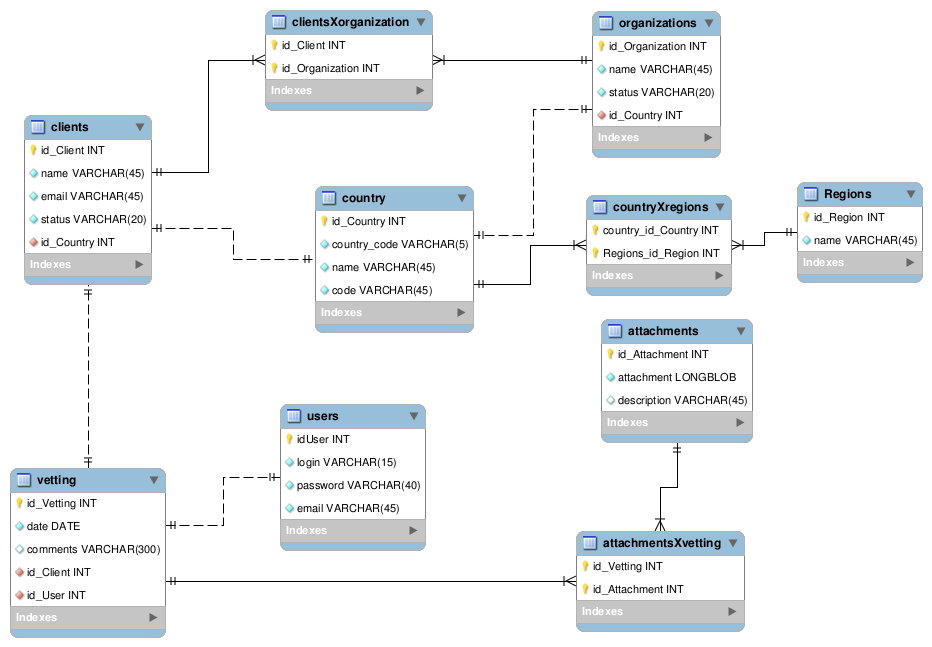 clientsXorganization
id_Client INT
id_Organization INT
Indexes
organizations
id_Organization INT
name VARCHAR(45)
status VARCHAR(20)
id_Country INT
Indexes
clients
id_Client INT
name VARCHAR(45)
email VARCHAR(45)
status VARCHAR(20)
id_Country INT
Indexes
country
id_Country INT
country_code VARCHAR(5)
name VARCHAR(45)
code VARCHAR(45)
Indexes
countryXregions
country_id_Country INT
Regions_id_Region INT
Indexes
Regions
id_Region INT
name VARCHAR(45)
Indexes
attachments
id_Attachment INT
attachment LONGBLOB
description VARCHAR(45)
Indexes
users
idUser INT
login VARCHAR(15)
password VARCHAR(40)
email VARCHAR(45)
Indexes
vetting
id_Vetting INT
date DATE
comments VARCHAR(300)
id_Client INT
id_User INT
Indexes
attachmentsXvetting
id_Vetting INT
id_Attachment INT
Indexes